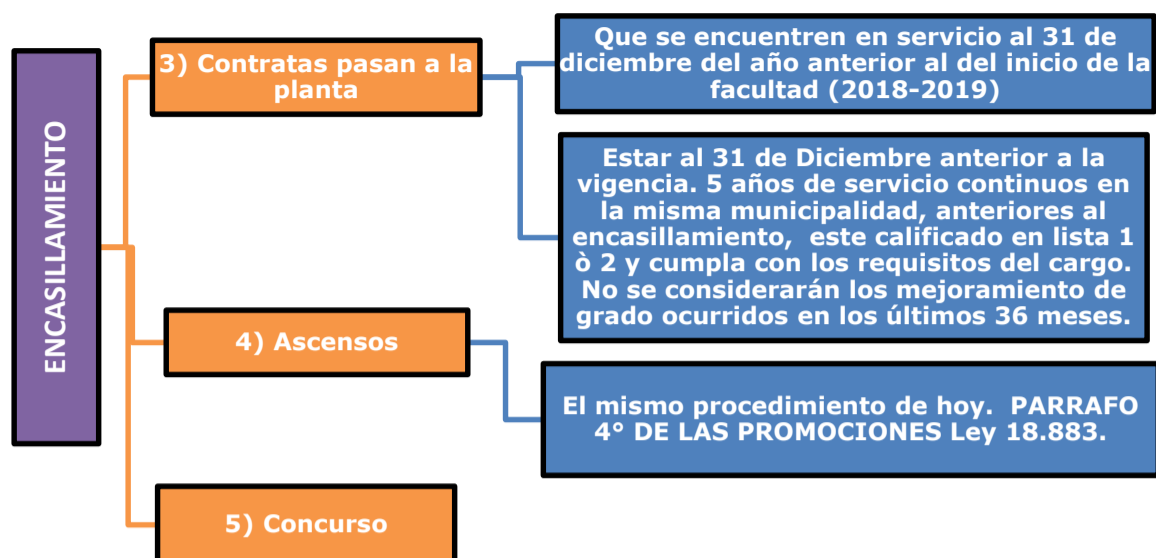 ENCASILLAMIENTO
3) Contratas pasan a la
planta
Que se encuentren en servicio al 31 de
diciembre del año anterior al del inicio de la
facultad (2018-2019)
Estar al 31 de Diciembre anterior a la
vigencia. 5 años de servicio continuos en
la misma municipalidad, anteriores al
encasillamiento, este calificado en lista 1
ò 2 y cumpla con los requisitos del cargo.
No se considerarán los mejoramiento de
grado ocurridos en los últimos 36 meses.
4) Ascensos
El mismo procedimiento de hoy. PARRAFO
4° DE LAS PROMOCIONES Ley 18.883.
5) Concurso